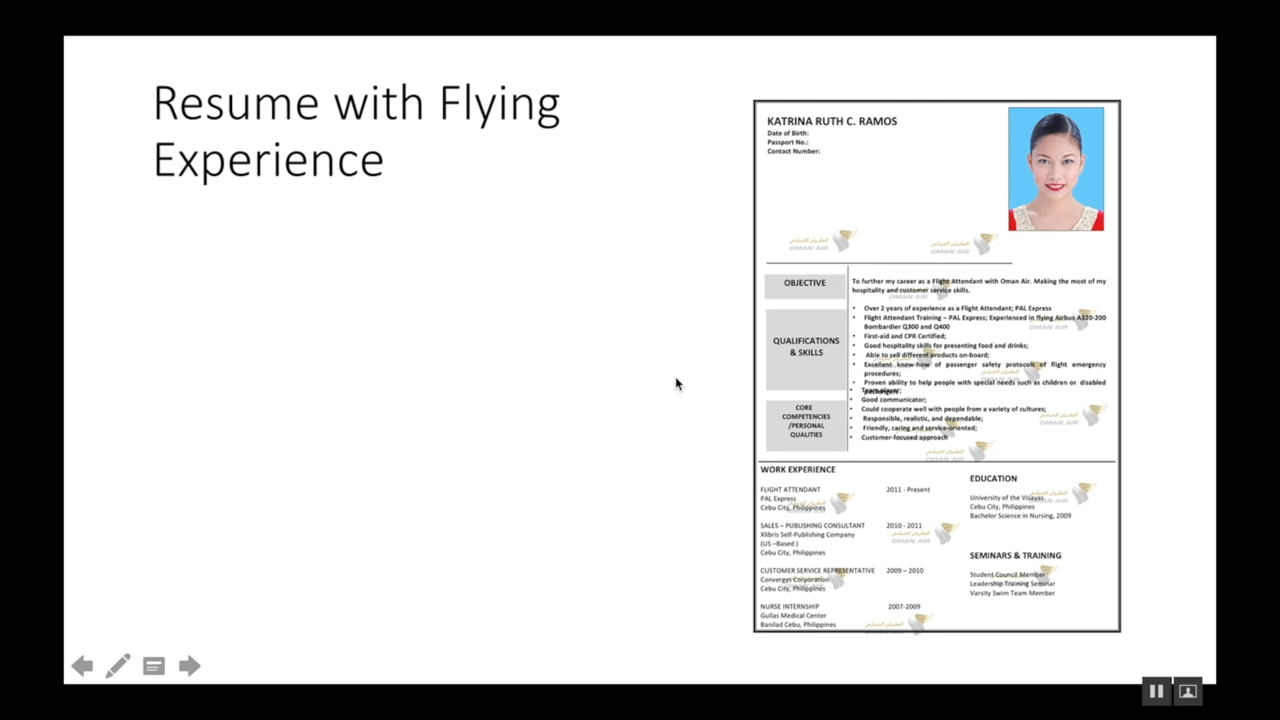 Resume with Flying
Experience
KATRINA RUTH C. RAMOS
Date of Birth:
Passport No.:
Contact Number:
OMAN AIR
OMAN AIR
OBJECTIVE
To further my career as a Flight Attendant with Oman Air. Making the most of my
hospitality and customer service skills.
QUALIFICATIONS
& SKILLS
• Over 2 years of experience as a Flight Attendant; PAL Express
• Flight Attendant Training – PAL Express; Experienced in flying Airbus A320-200
Bombardier Q300 and Q400
• First-aid and CPR Certified;
• Good hospitality skills for presenting food and drinks;
• Able to sell different products on-board;
• Excellent know-how of passenger safety protocols of flight emergency
procedures;
• Proven ability to help people with special needs such as children or disabled
CORE
COMPETENCIES
/PERSONAL
QUALITIES
• Team player;
• Good communicator;
• Could cooperate well with people from a variety of cultures;
• Responsible, realistic, and dependable;
• Friendly, caring and service-oriented;
• Customer-focused approach
WORK EXPERIENCE
FLIGHT ATTENDANT 2011 - Present
PAL Express
Cebu City, Philippines
SALES – PUBLISHING CONSULTANT 2010 - 2011
Xlibris Self-Publishing Company
(US –Based )
Cebu City, Philippines
CUSTOMER SERVICE REPRESENTATIVE 2009 – 2010
Convergys Corporation
Cebu City, Philippines
NURSE INTERNSHIP 2007-2009
Gullas Medical Center
Banilad Cebu, Philippines
EDUCATION
University of the Visayas
Cebu City, Philippines
Bachelor Science in Nursing, 2009
SEMINARS & TRAINING
Student Council Member
Leadership Training Seminar
Varsity Swim Team Member